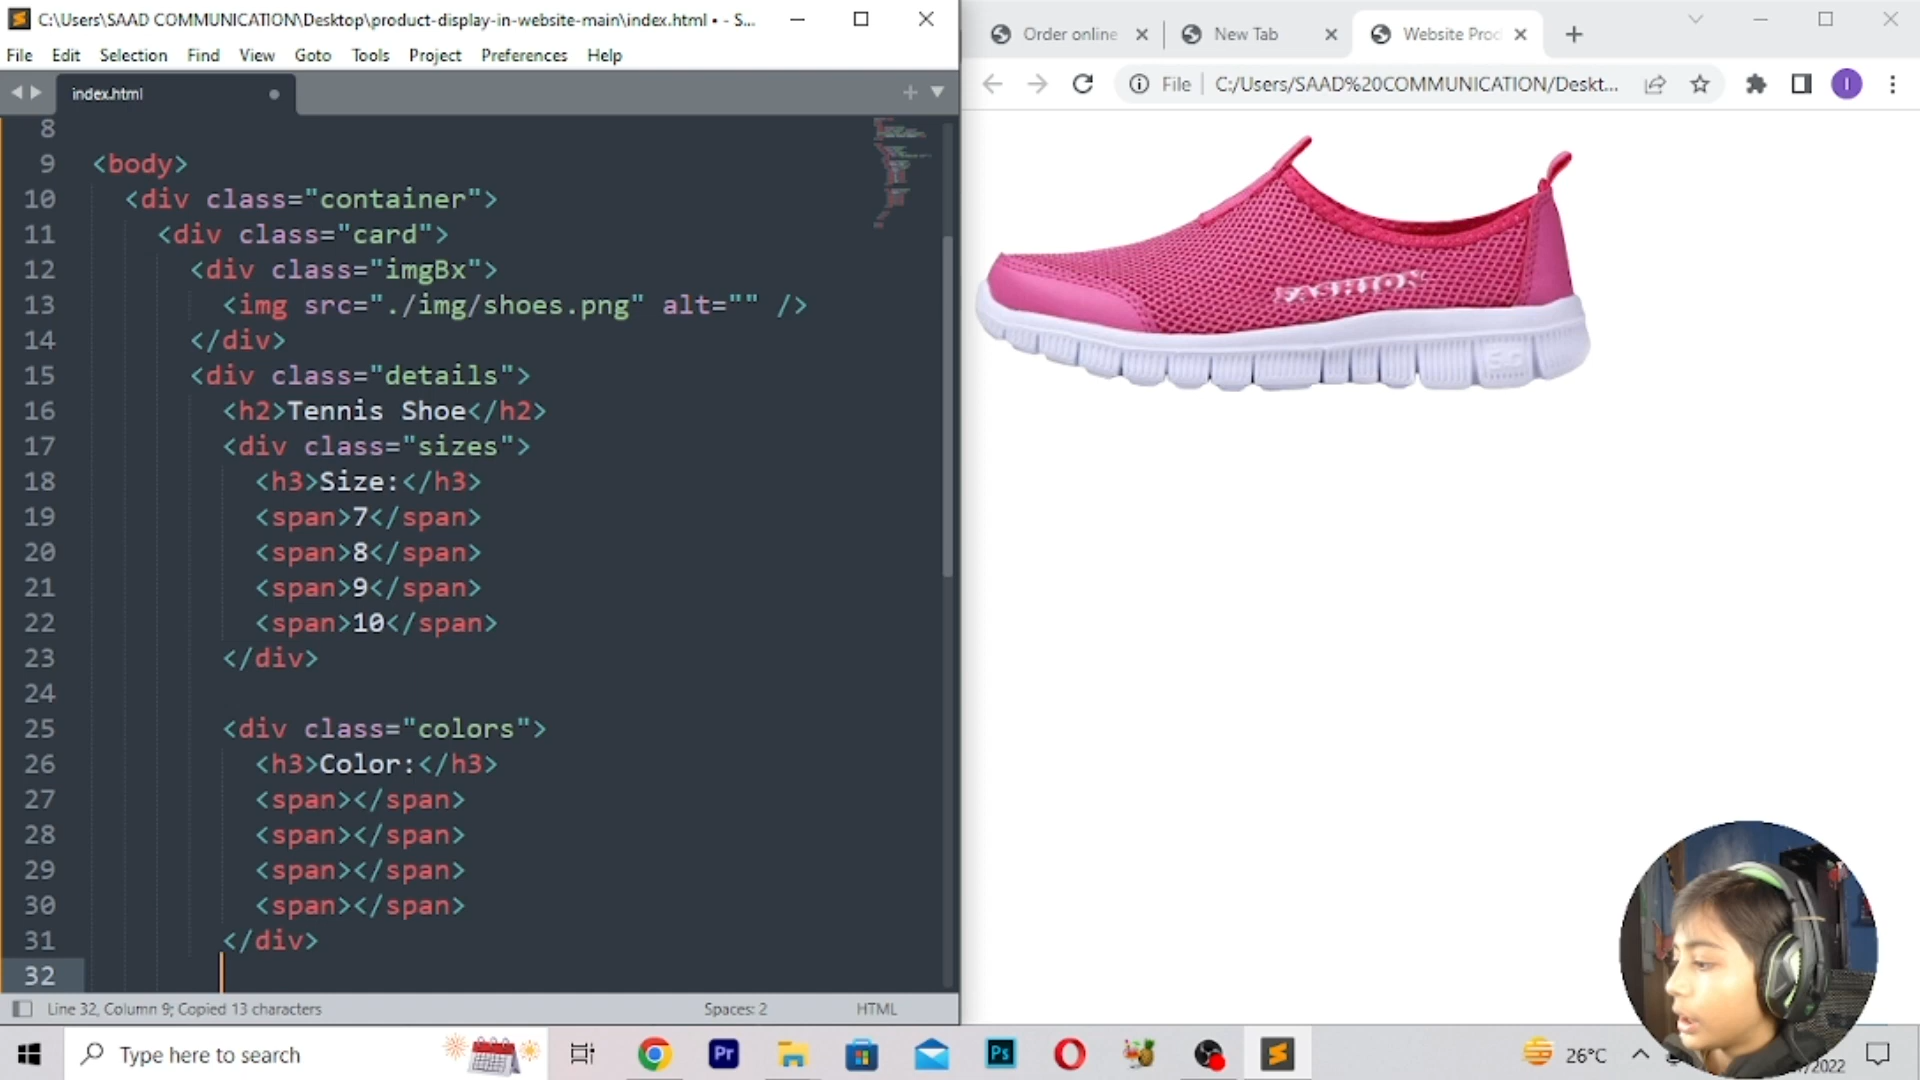 C:\Users\SAAD COMMUNICATION\Desktop\product-display-in-website-main\index.html • - S...
File Edit Selection Find View Goto Tools Project Preferences Help
index.html
8
9 <body>
10 <div class="container">
11 <div class="card">
12 <div class="imgBx">
13 <img src="./img/shoes.png" alt="" />
14 </div>
15 <div class="details">
16 <h2>Tennis Shoe</h2>
17 <div class="sizes">
18 <h3>Size:</h3>
19 <span>7</span>
20 <span>8</span>
21 <span>9</span>
22 <span>10</span>
23 </div>
24
25 <div class="colors">
26 <h3>Color:</h3>
27 <span></span>
28 <span></span>
29 <span></span>
30 <span></span>
31 </div>
32
Line 32, Column 9; Copied 13 characters Spaces: 2 HTML
Order online New Tab Website Proc
File C:/Users/SAAD%20COMMUNICATION/Deskt...
I
FASHION
Type here to search
Pr
Ps
26°C
/2022